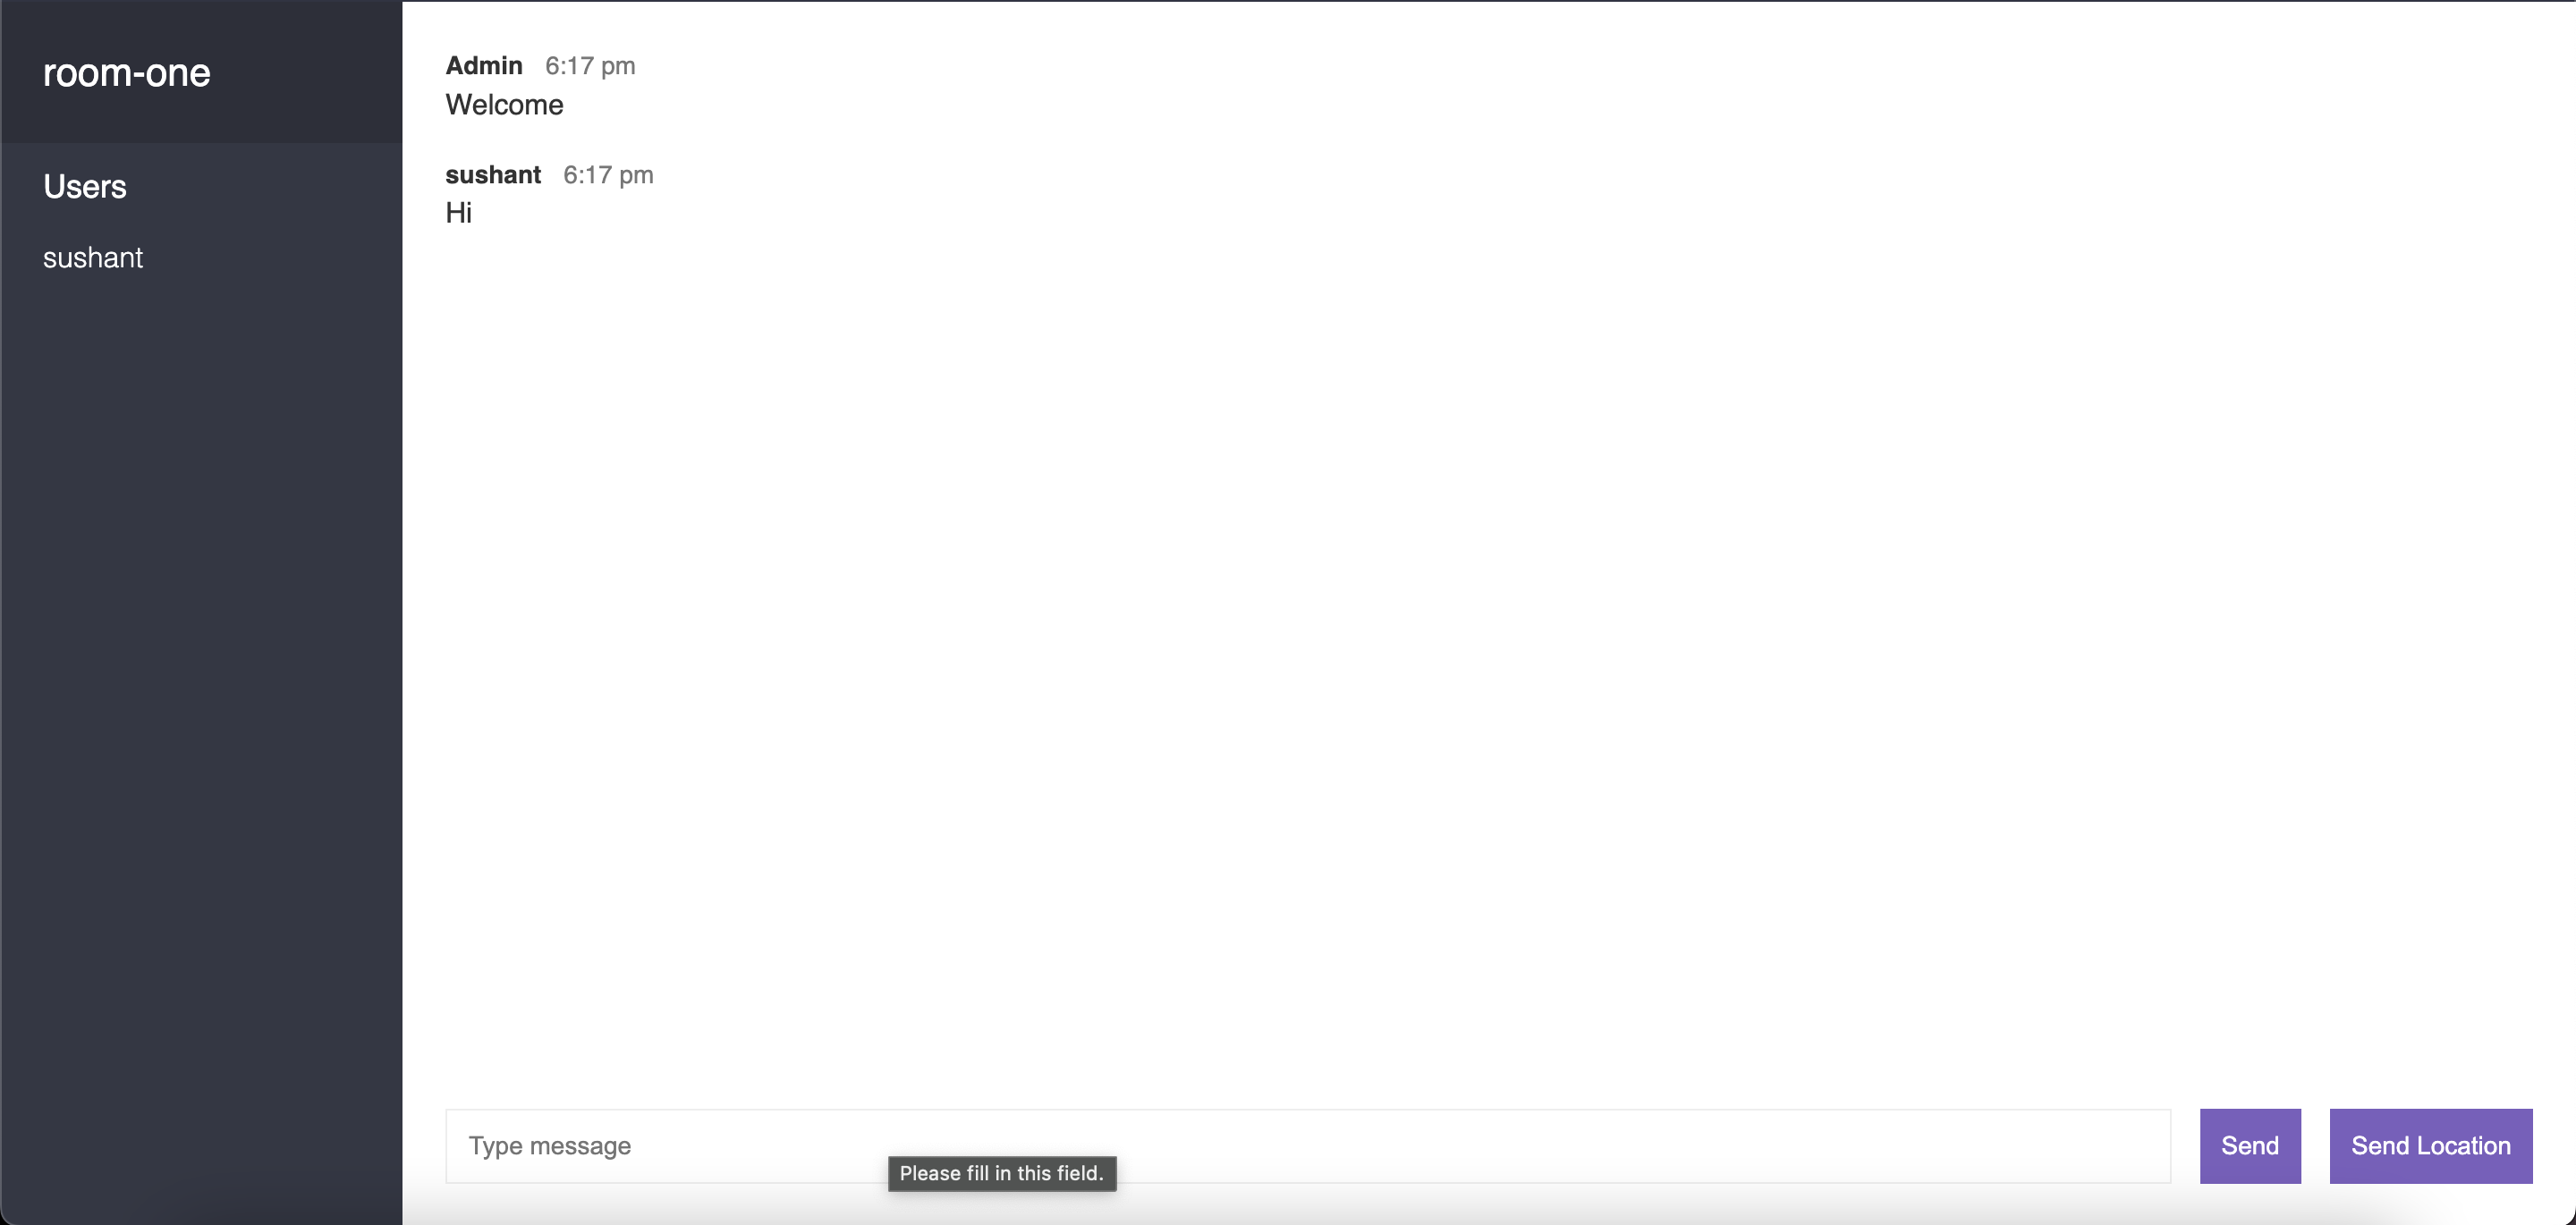 room-one
Users
sushant
Admin 6:17 pm
Welcome
sushant 6:17 pm
Hi
Type message
Please fill in this field.
Send
Send Location